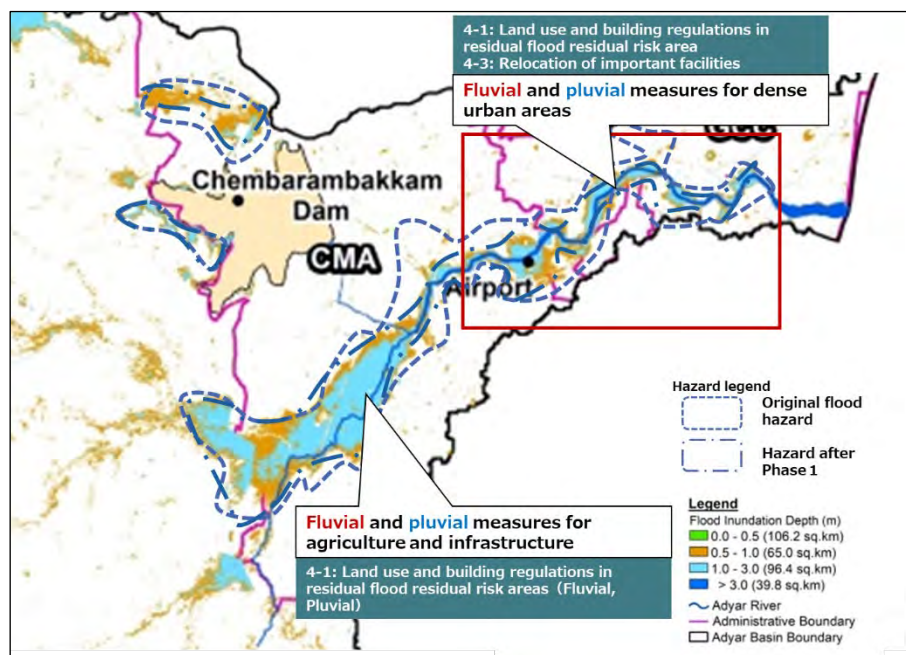 4-1: Land use and building regulations in
residual flood residual risk area
4-3: Relocation of important facilities
Fluvial and pluvial measures for dense
urban areas
Chembarambakkam
Dam
CMA
Airport
Hazard legend
Original flood
hazard
Hazard after
Phase 1
Fluvial and pluvial measures for
agriculture and infrastructure
4-1: Land use and building regulations in
residual flood residual risk areas (Fluvial,
Pluvial)
Legend
Flood Inundation Depth (m)
0.0 - 0.5 (106.2 sq.km)
0.5 - 1.0 (65.0 sq.km)
1.0 - 3.0 (96.4 sq.km)
> 3.0 (39.8 sq.km)
Adyar River
Administrative Boundary
Adyar Basin Boundary